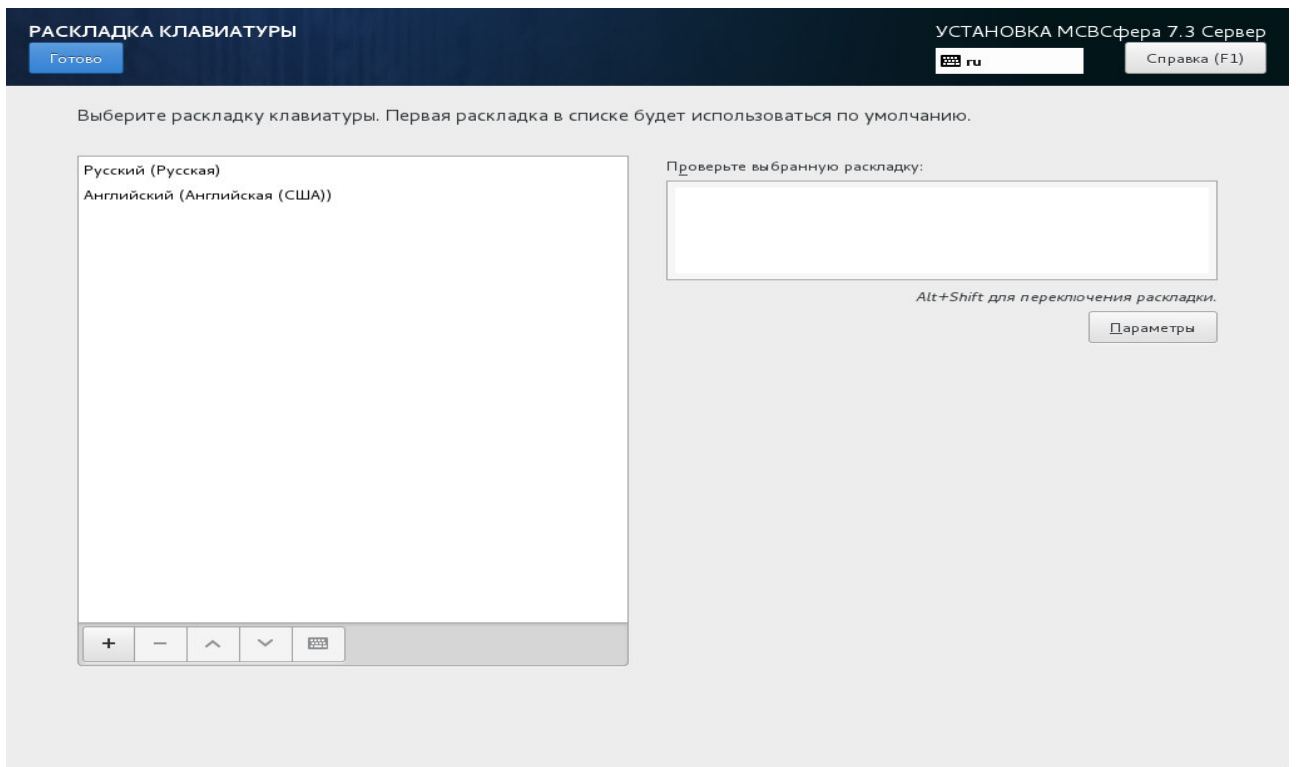 РАСКЛАДКА КЛАВИАТУРЫ
УСТАНОВКА МСВСфера 7.3 Сервер
Готово
ru
Справка (F1)
Выберите раскладку клавиатуры. Первая раскладка в списке будет использоваться по умолчанию.
Русский (Русская)
Английский (Английская (США))
Проверьте выбранную раскладку:
Alt+Shift для переключения раскладки.
Параметры